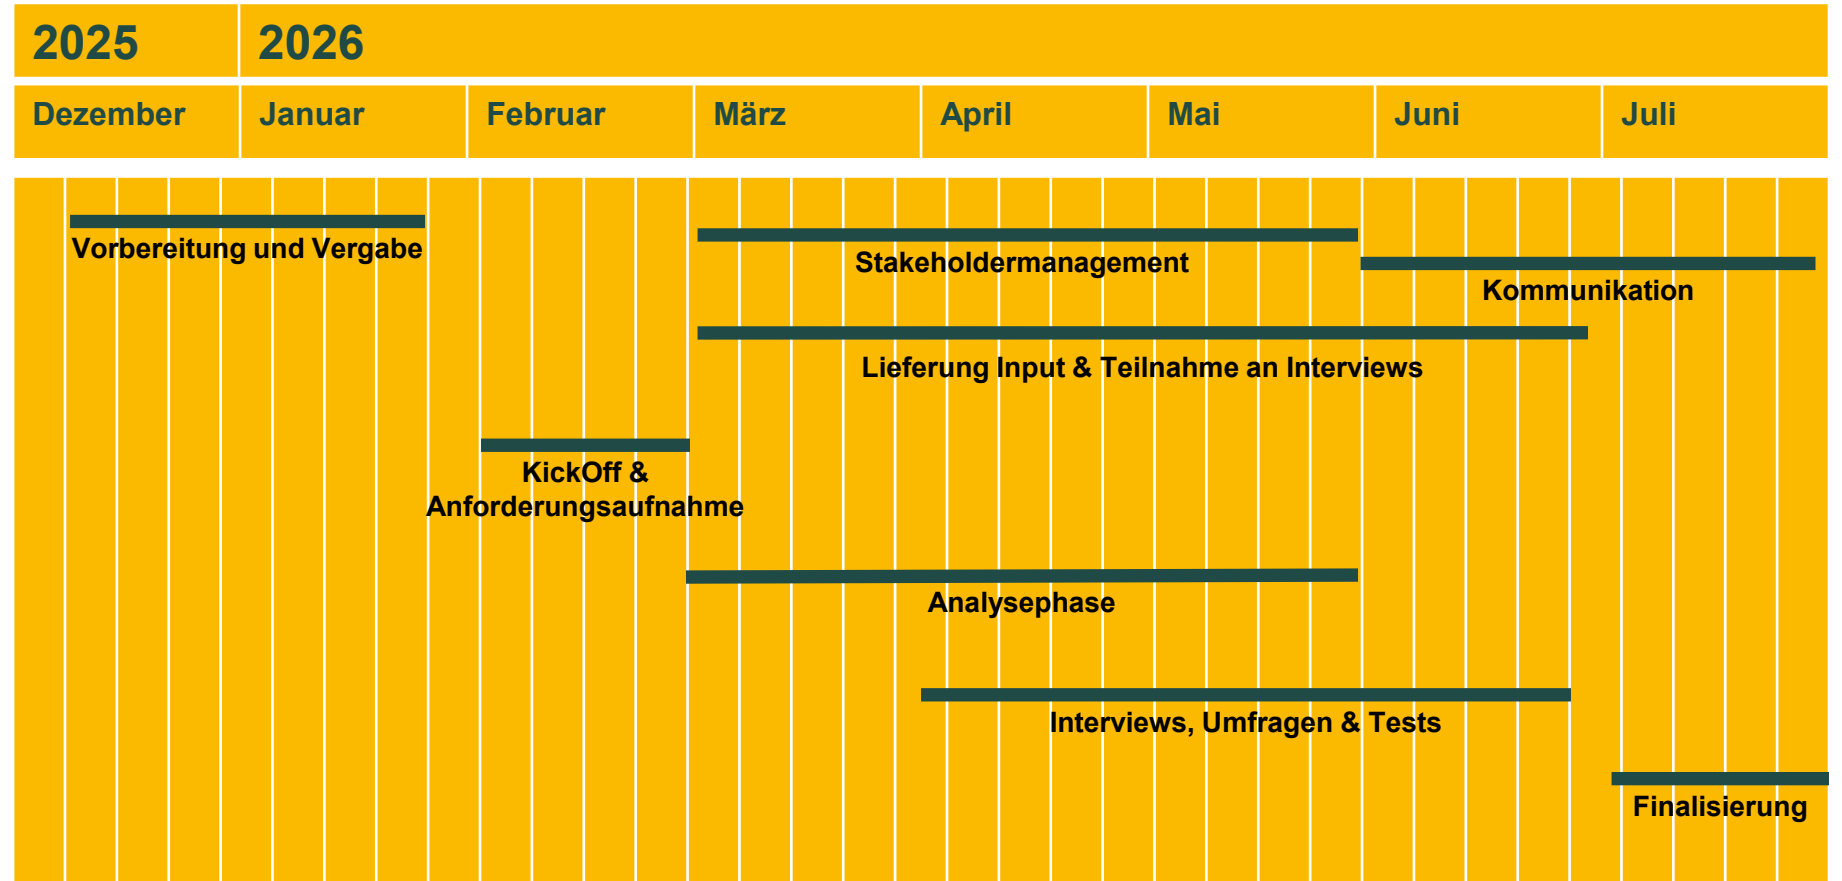 2025
2026
Dezember
Januar
Februar
März
April
Mai
Juni
Juli
Vorbereitung und Vergabe
Stakeholdermanagement
Kommunikation
Lieferung Input & Teilnahme an Interviews
KickOff &
Anforderungsaufnahme
Analysephase
Interviews, Umfragen & Tests
Finalisierung